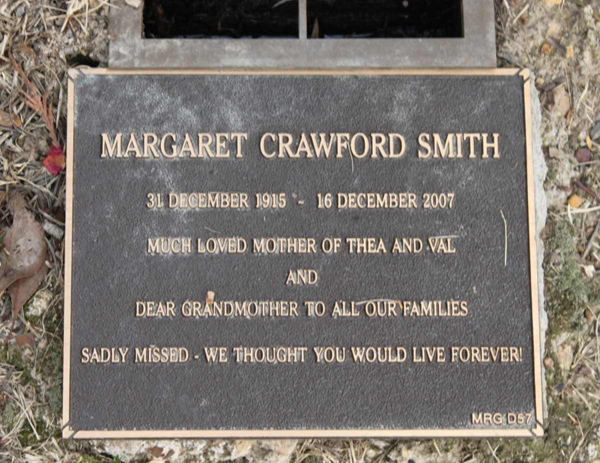 MARGARET CRAWFORD SMITH
31 DECEMBER 1915 - 16 DECEMBER 2007
MUCH LOVED MOTHER OF THEA AND VAL
AND
DEAR GRANDMOTHER TO ALL OUR FAMILIES
SADLY MISSED - WE THOUGHT YOU WOULD LIVE FOREVER!
MRG D57